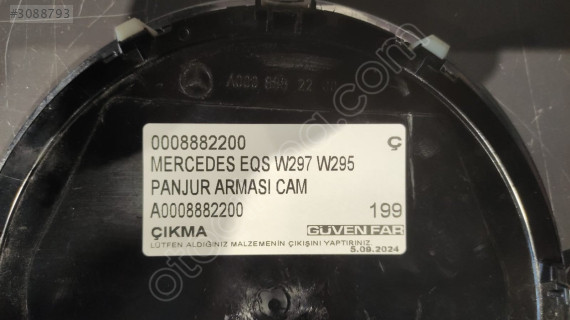 #3088793
A000 888 22
0008882200 Ç
MERCEDES EQS W297 W295
PANJUR ARMASI CAM
A0008882200 199
ÇIKMA GÜVEN FAR
LÜTFEN ALDIĞINIZ MALZEMENİN ÇIKIŞINI YAPTIRINIZ.
5.09.2024